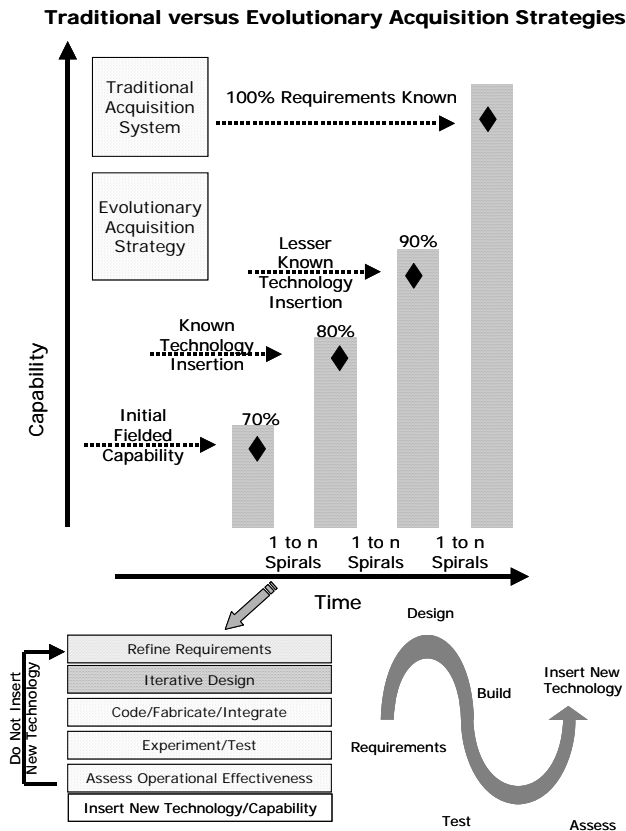 Traditional versus Evolutionary Acquisition Strategies
Traditional
Acquisition
System
100% Requirements Known
Evolutionary
Acquisition
Strategy
Lesser
Known
Technology
Insertion
90%
Known
Technology
Insertion
80%
Initial
Fielded
Capability
70%
Capability
1 to n
Spirals
1 to n
Spirals
1 to n
Spirals
Time
Do Not Insert
New Technology
Refine Requirements
Iterative Design
Code/Fabricate/Integrate
Experiment/Test
Assess Operational Effectiveness
Insert New Technology/Capability
Design
Build
Insert New
Technology
Requirements
Test
Assess